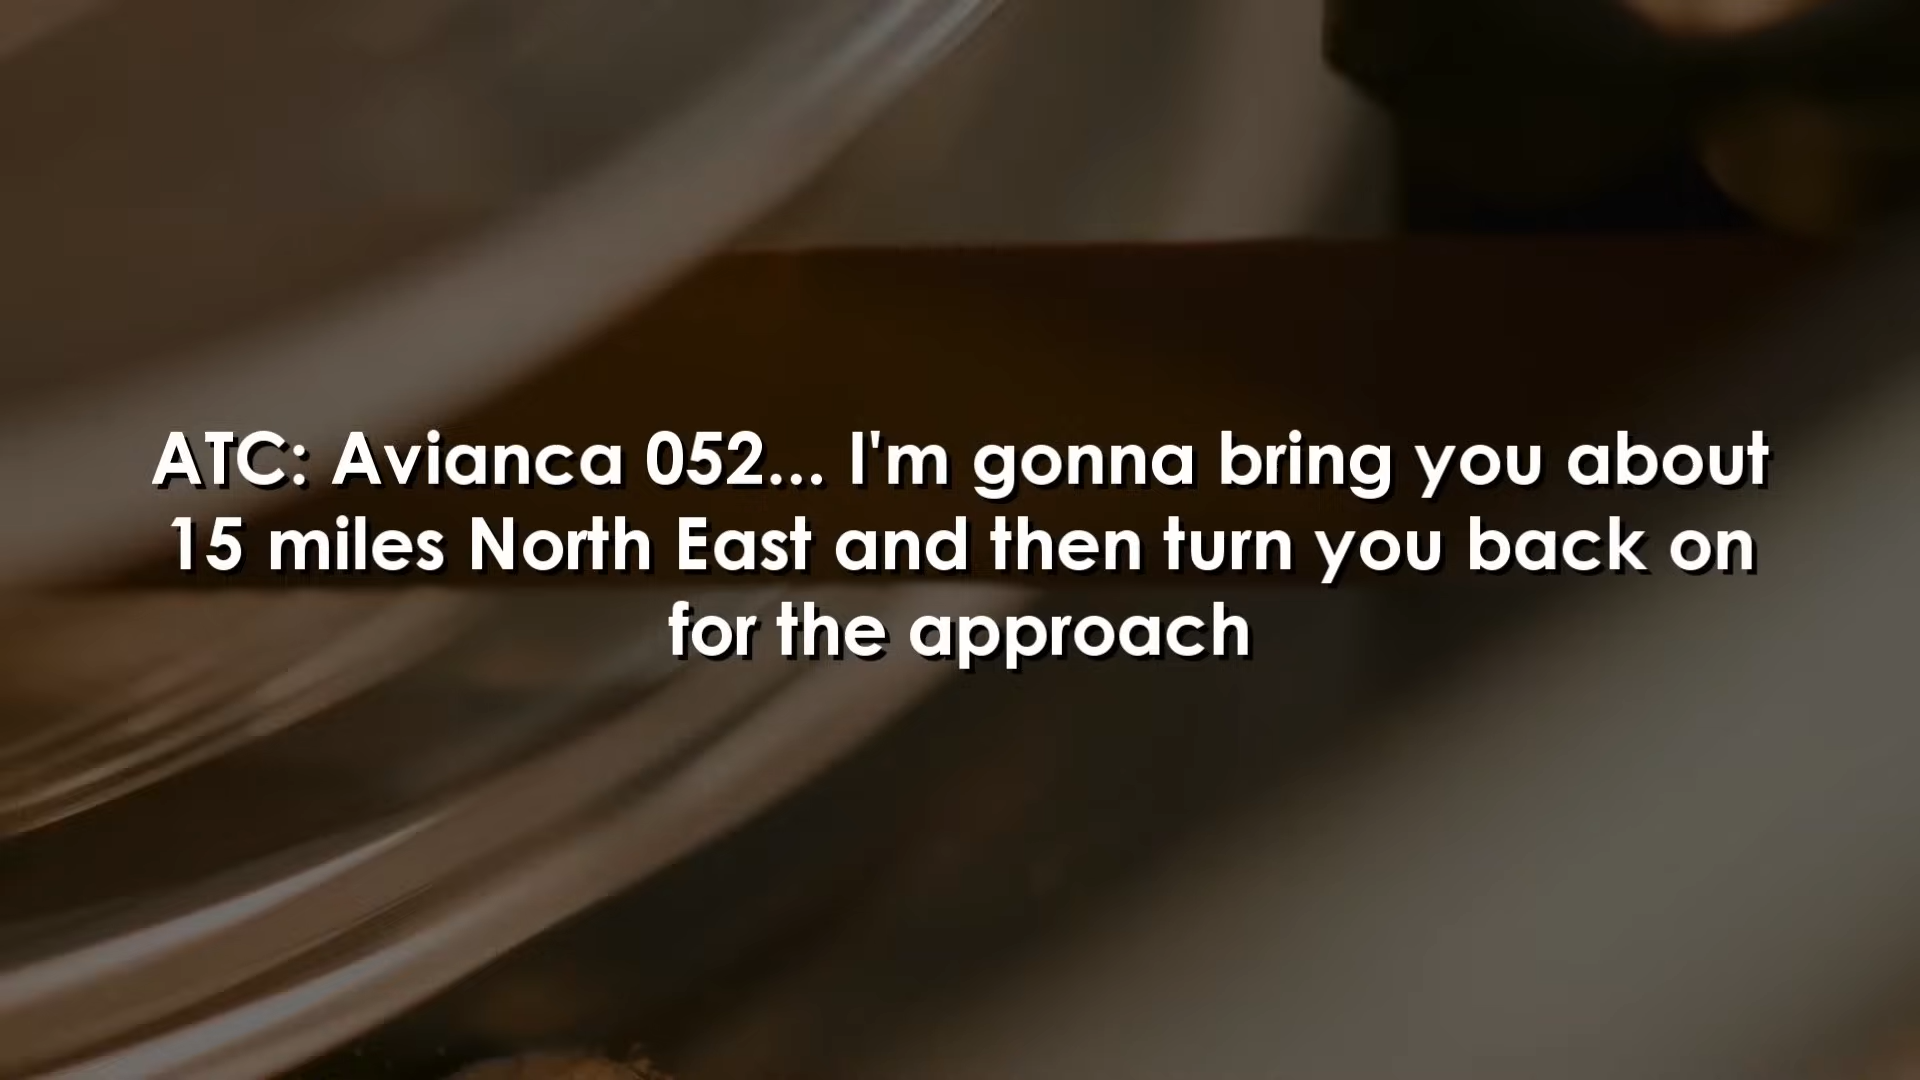 ATC: Avianca 052... I'm gonna bring you about
15 miles North East and then turn you back on
for the approach